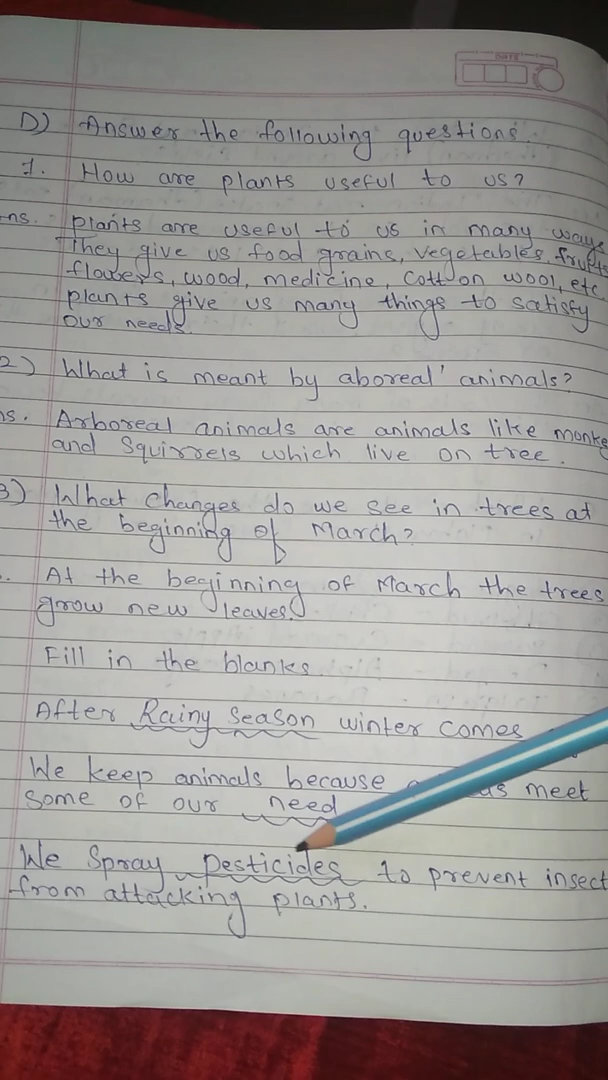 DATE
D) Answer the following questions.
1. How are plants useful to us?
ns. plants are useful to us in many ways
They give us food grains, vegetables, fruits
flowers, wood, medicine, cotton wool, etc
plants give us many things to satisfy
our needs.
2) What is meant by aboreal' animals?
ns. Arboreal animals are animals like monke
and Squirrels which live on tree.
3) What changes do we see in trees at
the beginning of March?
At the beginning of March the trees
grow new leaves.
Fill in the blanks.
After Rainy Season winter comes
We keep animals because meet
some of our need
We Spray pesticides to prevent insect
from attacking plants.